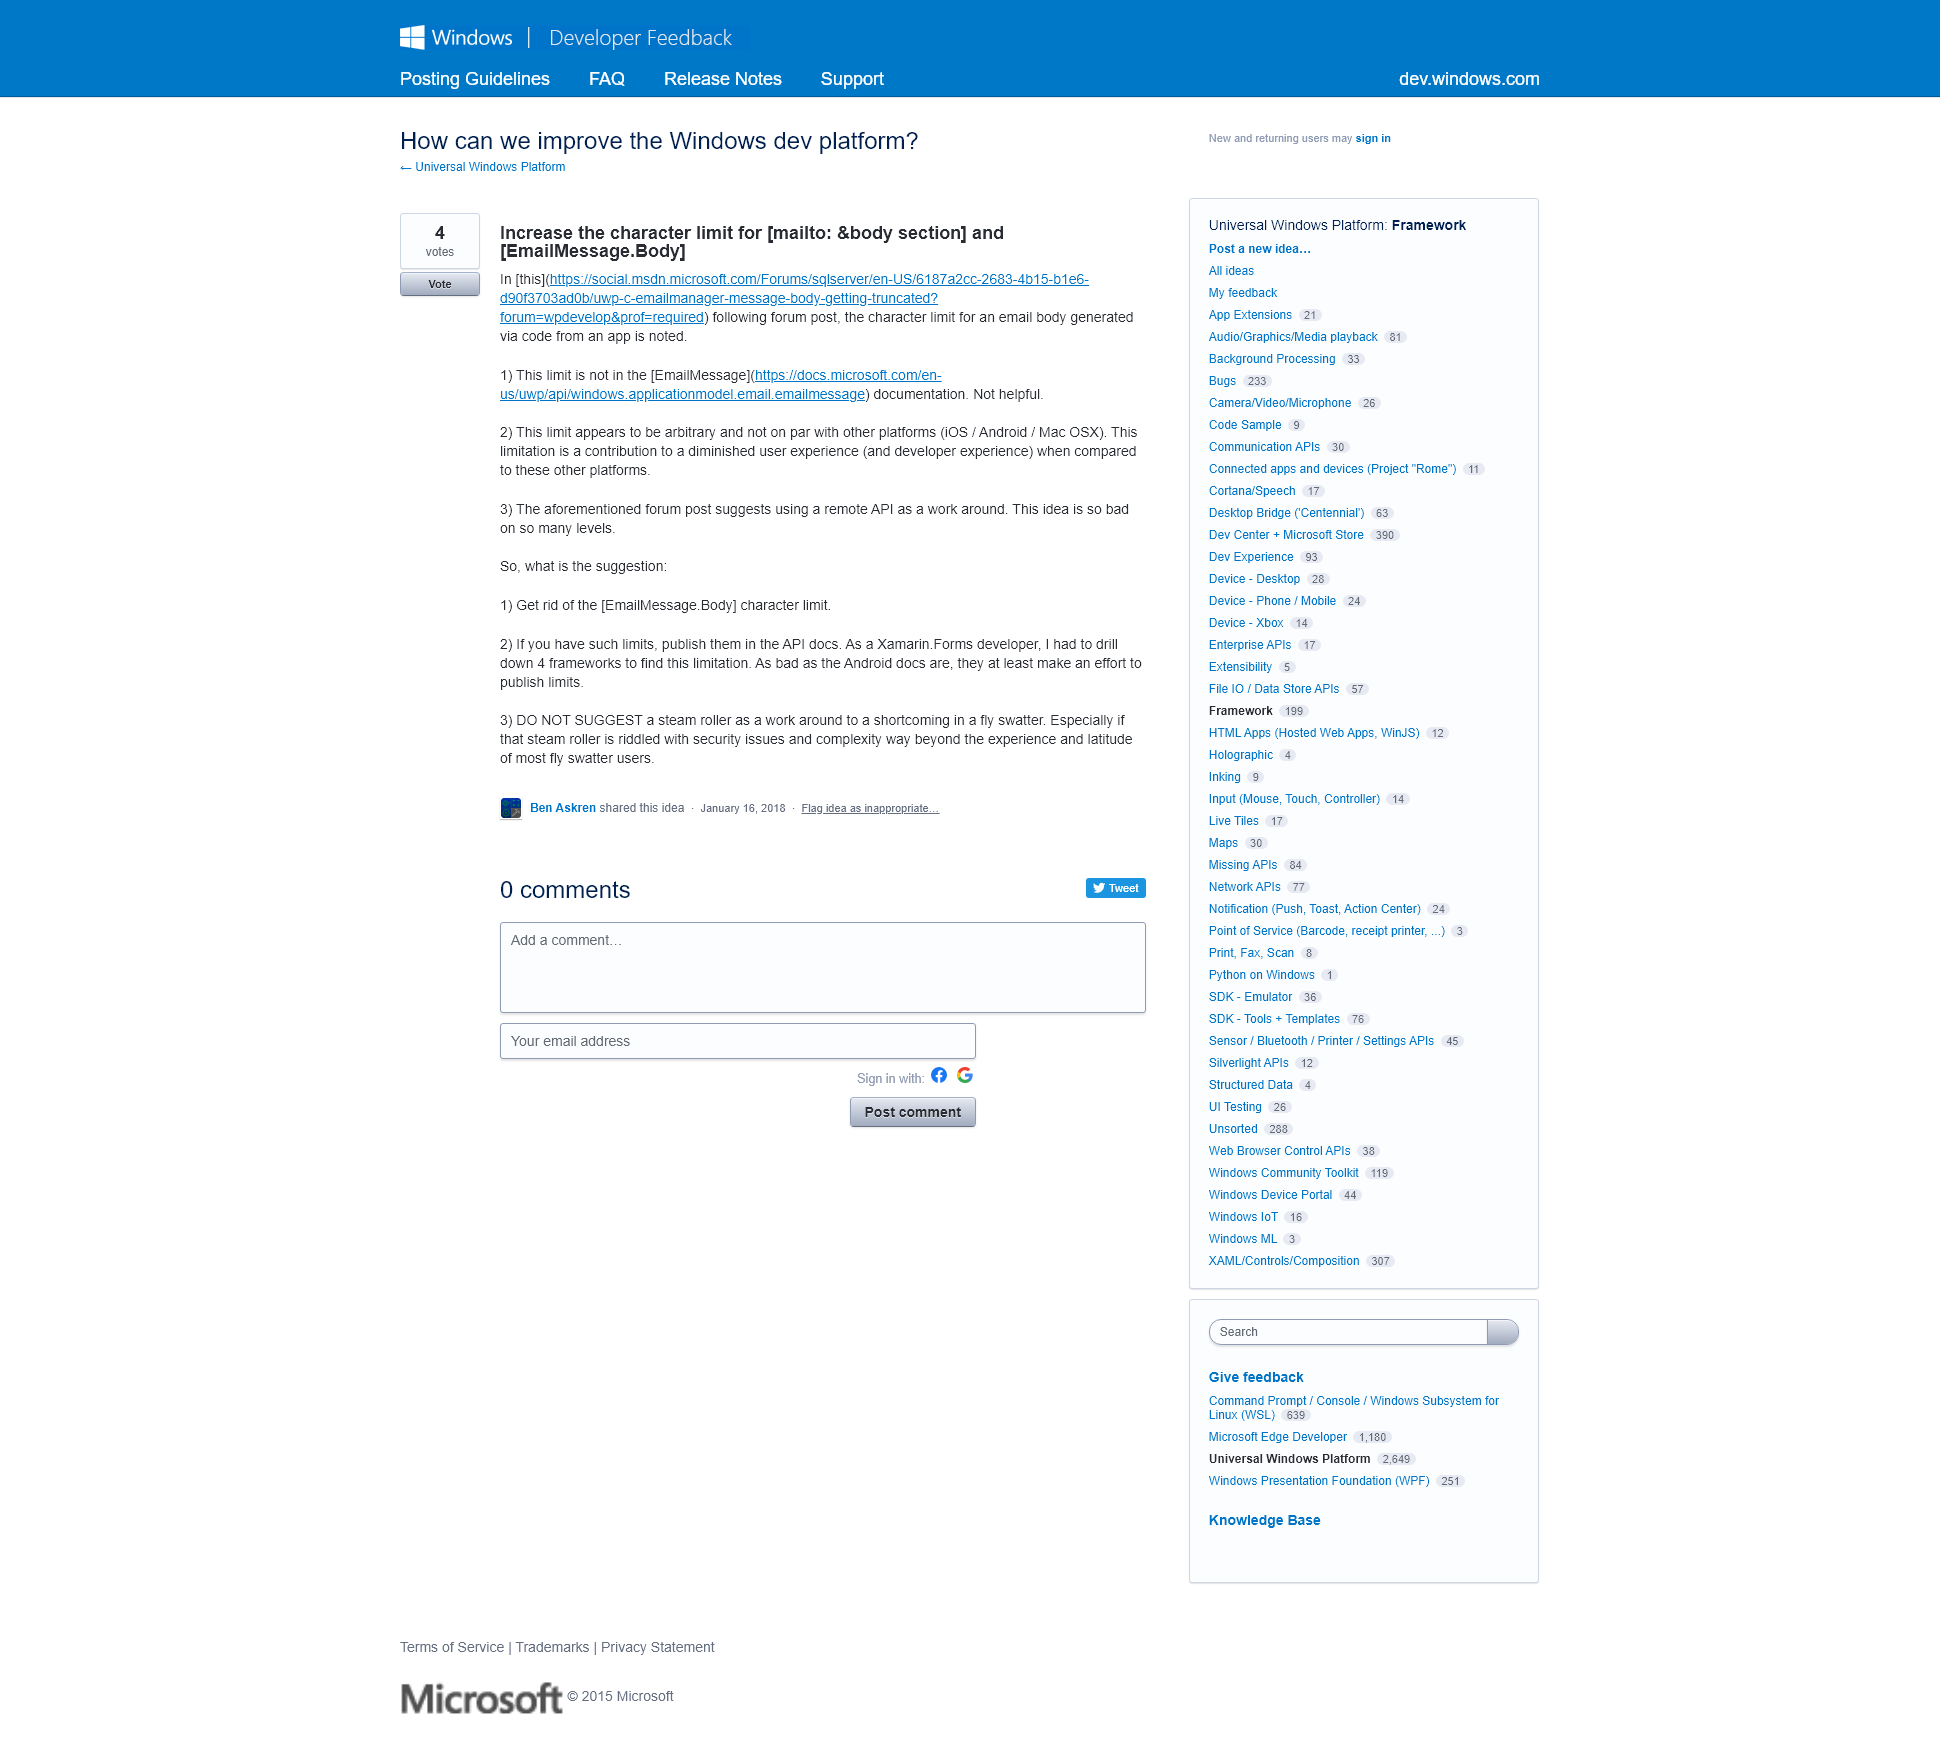 Windows | Developer Feedback
Posting Guidelines FAQ Release Notes Support dev.windows.com
How can we improve the Windows dev platform?
← Universal Windows Platform
New and returning users may sign in
4
votes
Vote
Increase the character limit for [mailto: &body section] and
[EmailMessage.Body]
In [this](https://social.msdn.microsoft.com/Forums/sqlserver/en-US/6187a2cc-2683-4b15-b1e6-
d90f3703ad0b/uwp-c-emailmanager-message-body-getting-truncated?
forum=wpdevelop&prof=required) following forum post, the character limit for an email body generated
via code from an app is noted.
1) This limit is not in the [EmailMessage](https://docs.microsoft.com/en-
us/uwp/api/windows.applicationmodel.email.emailmessage) documentation. Not helpful.
2) This limit appears to be arbitrary and not on par with other platforms (iOS / Android / Mac OSX). This
limitation is a contribution to a diminished user experience (and developer experience) when compared
to these other platforms.
3) The aforementioned forum post suggests using a remote API as a work around. This idea is so bad
on so many levels.
So, what is the suggestion:
1) Get rid of the [EmailMessage.Body] character limit.
2) If you have such limits, publish them in the API docs. As a Xamarin.Forms developer, I had to drill
down 4 frameworks to find this limitation. As bad as the Android docs are, they at least make an effort to
publish limits.
3) DO NOT SUGGEST a steam roller as a work around to a shortcoming in a fly swatter. Especially if
that steam roller is riddled with security issues and complexity way beyond the experience and latitude
of most fly swatter users.
Ben Askren shared this idea · January 16, 2018 · Flag idea as inappropriate…
0 comments
Tweet
Add a comment…
Your email address
Sign in with:
Post comment
Universal Windows Platform: Framework
Post a new idea…
All ideas
My feedback
App Extensions 21
Audio/Graphics/Media playback 81
Background Processing 33
Bugs 233
Camera/Video/Microphone 26
Code Sample 9
Communication APIs 30
Connected apps and devices (Project "Rome") 11
Cortana/Speech 17
Desktop Bridge ('Centennial') 63
Dev Center + Microsoft Store 390
Dev Experience 93
Device - Desktop 28
Device - Phone / Mobile 24
Device - Xbox 14
Enterprise APIs 17
Extensibility 5
File IO / Data Store APIs 57
Framework 199
HTML Apps (Hosted Web Apps, WinJS) 12
Holographic 4
Inking 9
Input (Mouse, Touch, Controller) 14
Live Tiles 17
Maps 30
Missing APIs 84
Network APIs 77
Notification (Push, Toast, Action Center) 24
Point of Service (Barcode, receipt printer, ...) 3
Print, Fax, Scan 8
Python on Windows 1
SDK - Emulator 36
SDK - Tools + Templates 76
Sensor / Bluetooth / Printer / Settings APIs 45
Silverlight APIs 12
Structured Data 4
UI Testing 26
Unsorted 288
Web Browser Control APIs 38
Windows Community Toolkit 119
Windows Device Portal 44
Windows IoT 16
Windows ML 3
XAML/Controls/Composition 307
Search
Give feedback
Command Prompt / Console / Windows Subsystem for
Linux (WSL) 639
Microsoft Edge Developer 1,180
Universal Windows Platform 2,649
Windows Presentation Foundation (WPF) 251
Knowledge Base
Terms of Service | Trademarks | Privacy Statement
Microsoft © 2015 Microsoft